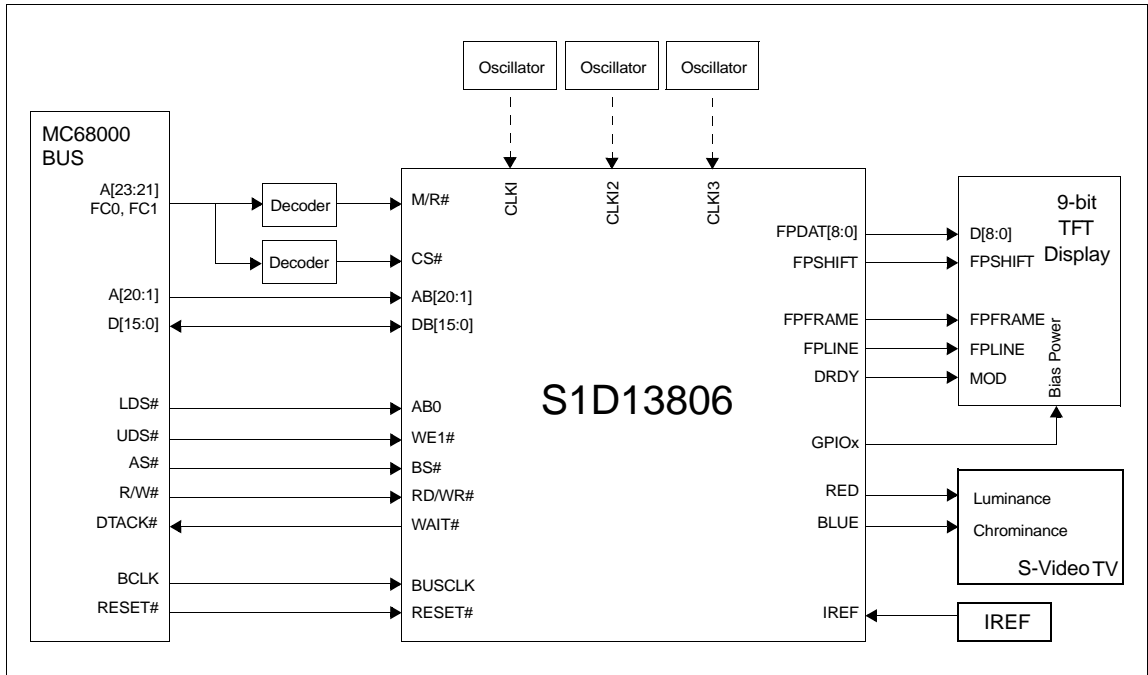 Oscillator
Oscillator
Oscillator
MC68000
BUS
A[23:21]
FC0, FC1
A[20:1]
D[15:0]
LDS#
UDS#
AS#
R/W#
DTACK#
BCLK
RESET#
Decoder
Decoder
CLKI
CLKI2
CLKI3
M/R#
CS#
AB[20:1]
DB[15:0]
AB0
WE1#
BS#
RD/WR#
WAIT#
BUSCLK
RESET#
S1D13806
FPDAT[8:0]
FPSHIFT
FPFRAME
FPLINE
DRDY
GPIOx
RED
BLUE
IREF
9-bit
TFT
Display
D[8:0]
FPSHIFT
FPFRAME
FPLINE
MOD
Bias Power
Luminance
Chrominance
S-Video TV
IREF